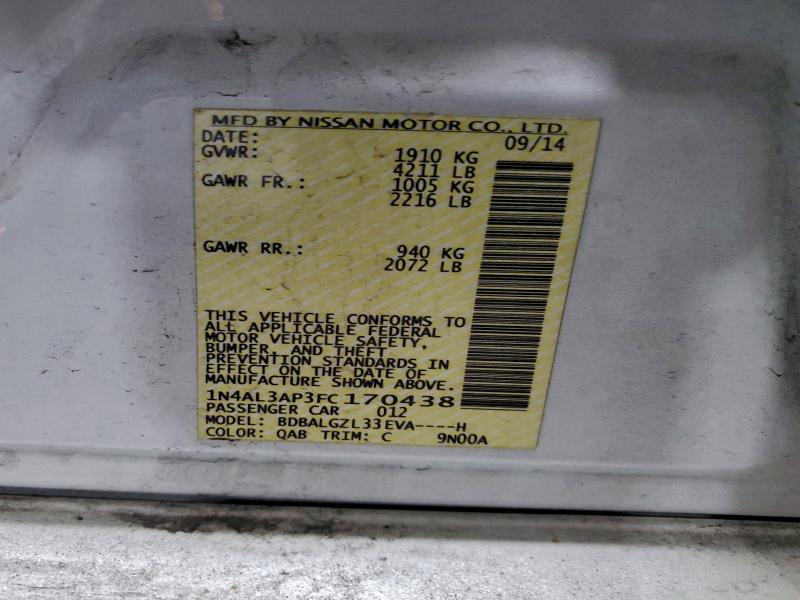 MFD BY NISSAN MOTOR CO., LTD.
DATE: 09/14
GVWR: 1910 KG
4211 LB
GAWR FR.: 1005 KG
2216 LB
GAWR RR.: 940 KG
2072 LB
THIS VEHICLE CONFORMS TO
ALL APPLICABLE FEDERAL
MOTOR VEHICLE SAFETY,
BUMPER, AND THEFT
PREVENTION STANDARDS IN
EFFECT ON THE DATE OF
MANUFACTURE SHOWN ABOVE.
1N4AL3AP3FC170438
PASSENGER CAR 012
MODEL: BDBALGZL33EVA----H
COLOR: QAB TRIM: C 9N00A